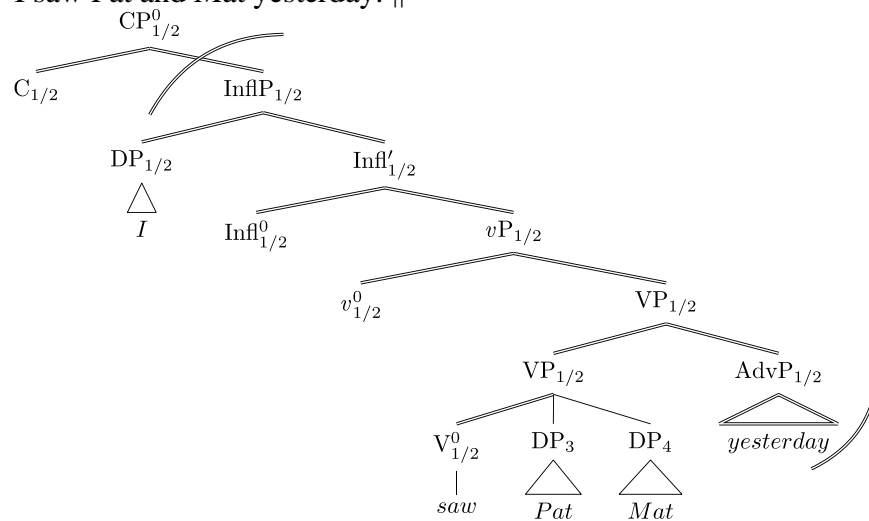 I saw Pat and Mat yesterday. ||
CP⁰₁/₂
C₁/₂ InflP₁/₂
DP₁/₂ Infl′₁/₂
I Infl⁰₁/₂ vP₁/₂
v⁰₁/₂ VP₁/₂
VP₁/₂ AdvP₁/₂
V⁰₁/₂ DP₃ DP₄ yesterday
saw Pat Mat